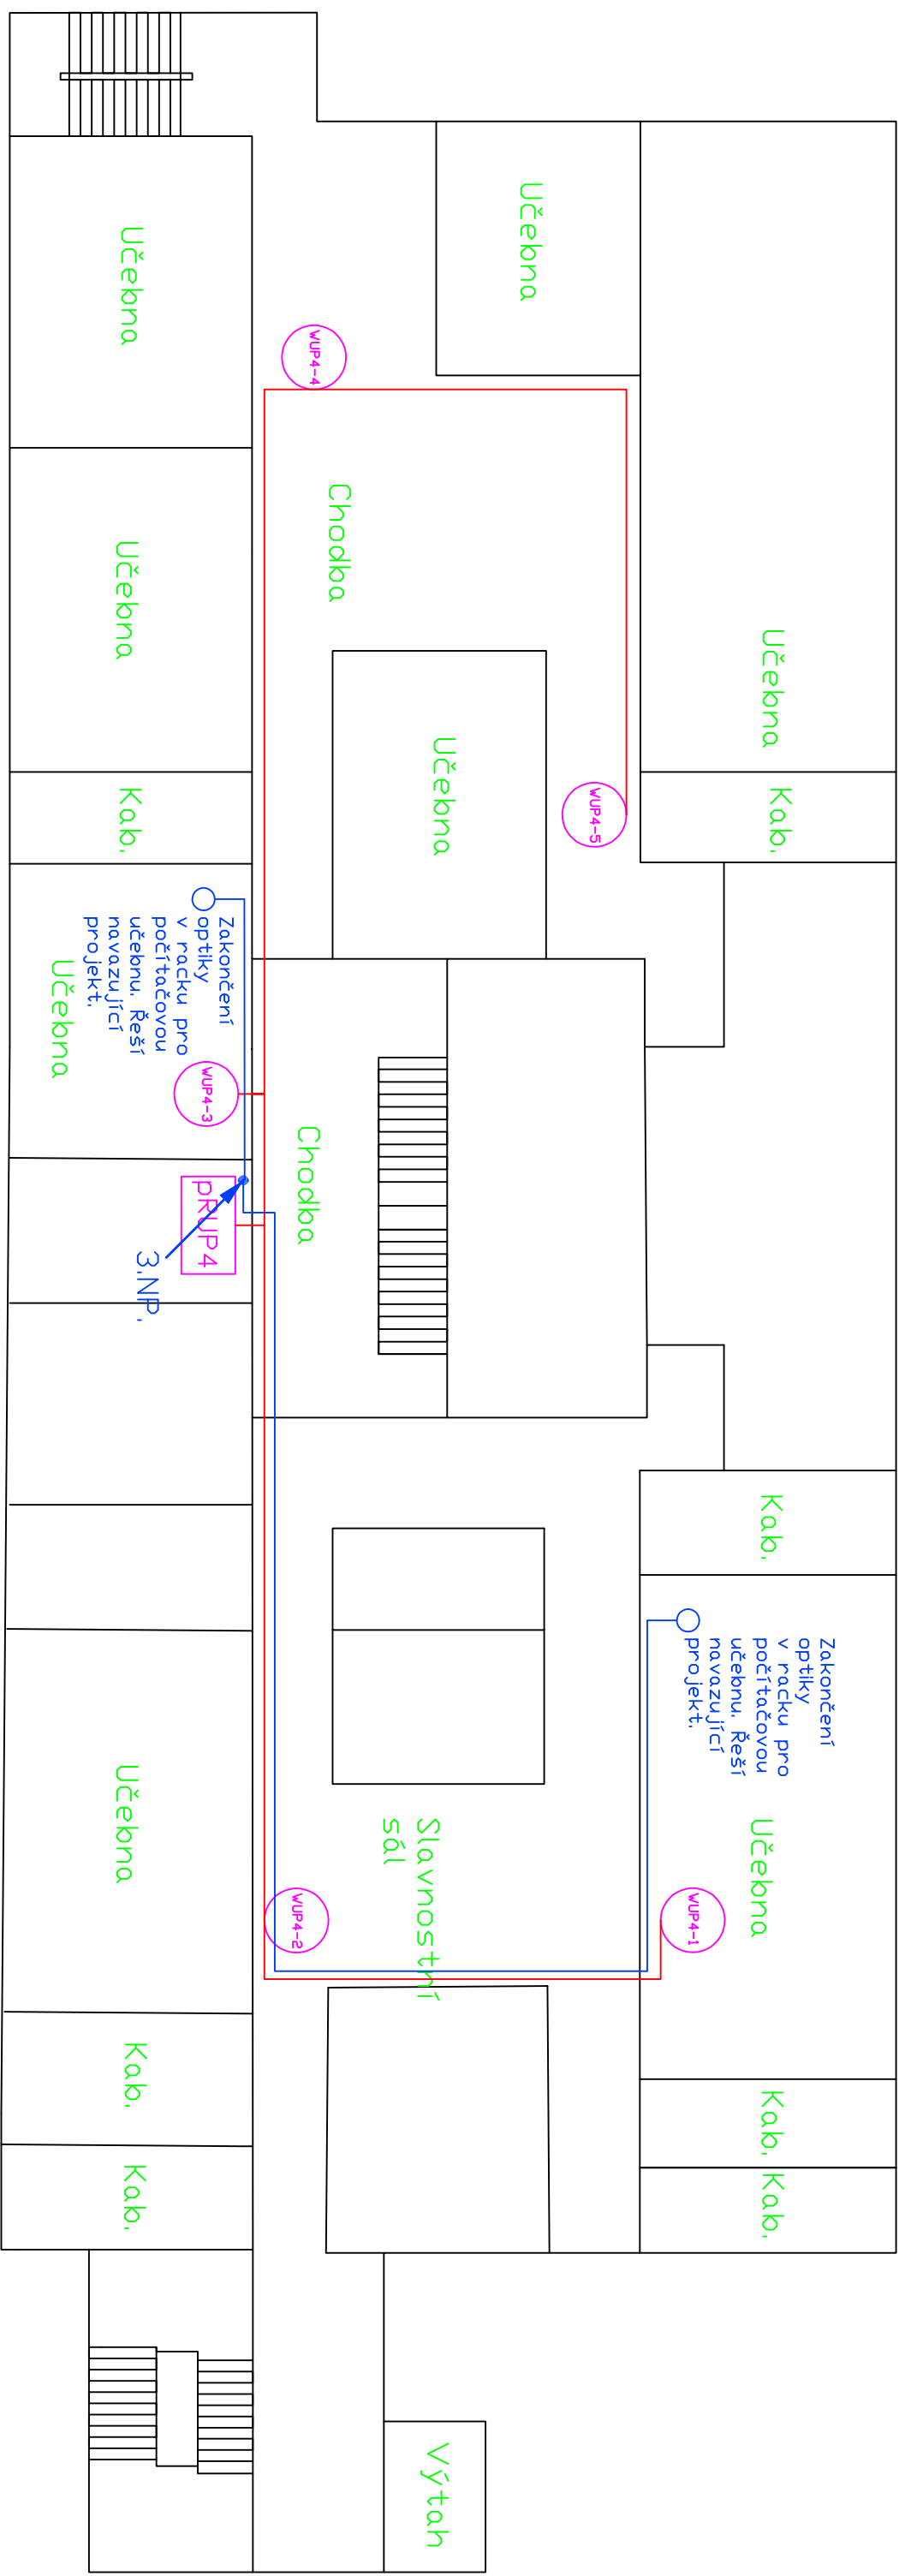 Učebna
Kab.
Kab.
Zakončení
optiky
v racku pro
počítačovou
učebnu. Řeší
navazující
projekt.
Učebna
WUP4-1
Kab.
Kab.
Učebna
WUP4-5
Učebna
Slavnostní
sál
Výtah
WUP4-4
Chodba
Chodba
WUP4-2
Učebna
Učebna
Kab.
Zakončení
optiky
v racku pro
počítačovou
učebnu. Řeší
navazující
projekt.
Učebna
WUP4-3
pRUP4
3.NP.
Učebna
Kab.
Kab.